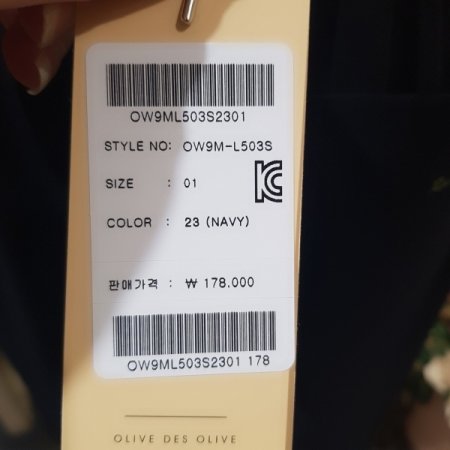 OW9ML503S2301
STYLE NO: OW9M-L503S
SIZE : 01
COLOR : 23 (NAVY)
판매가격 : ₩ 178.000
OW9ML503S2301 178
OLIVE DES OLIVE